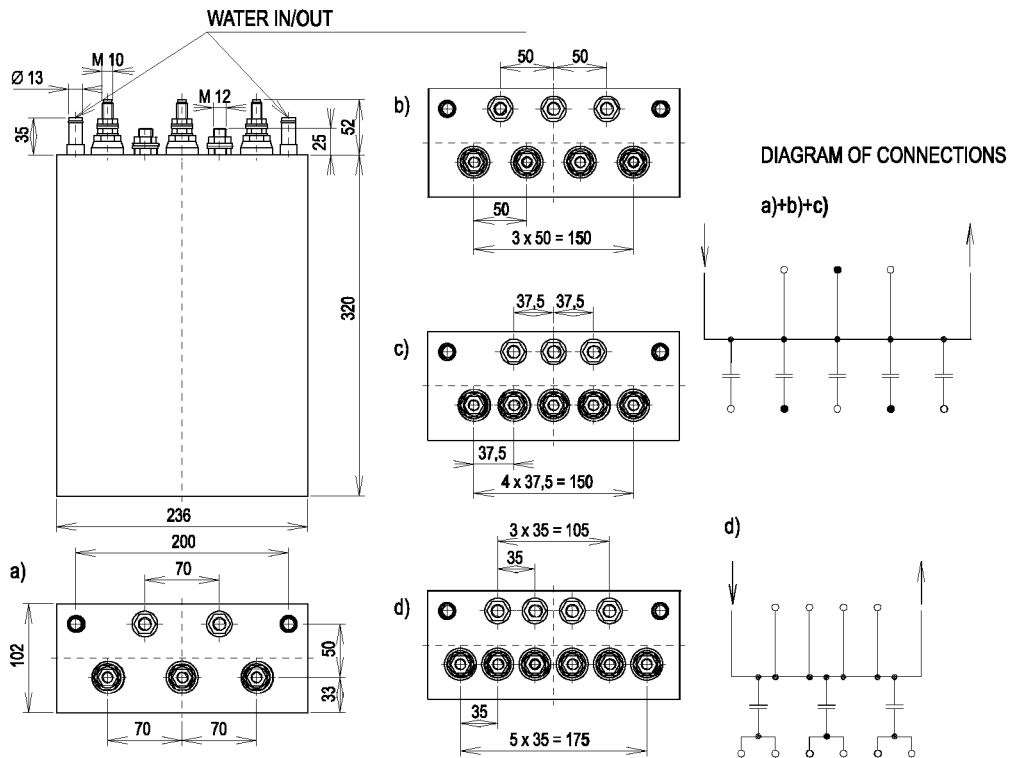 WATER IN/OUT
M 10
Ø 13
M 12
35
25
52
320
236
a)
200
70
102
50
33
70
70
b)
50
50
50
3 x 50 = 150
c)
37,5
37,5
37,5
4 x 37,5 = 150
d)
3 x 35 = 105
35
35
5 x 35 = 175
DIAGRAM OF CONNECTIONS
a)+b)+c)
d)